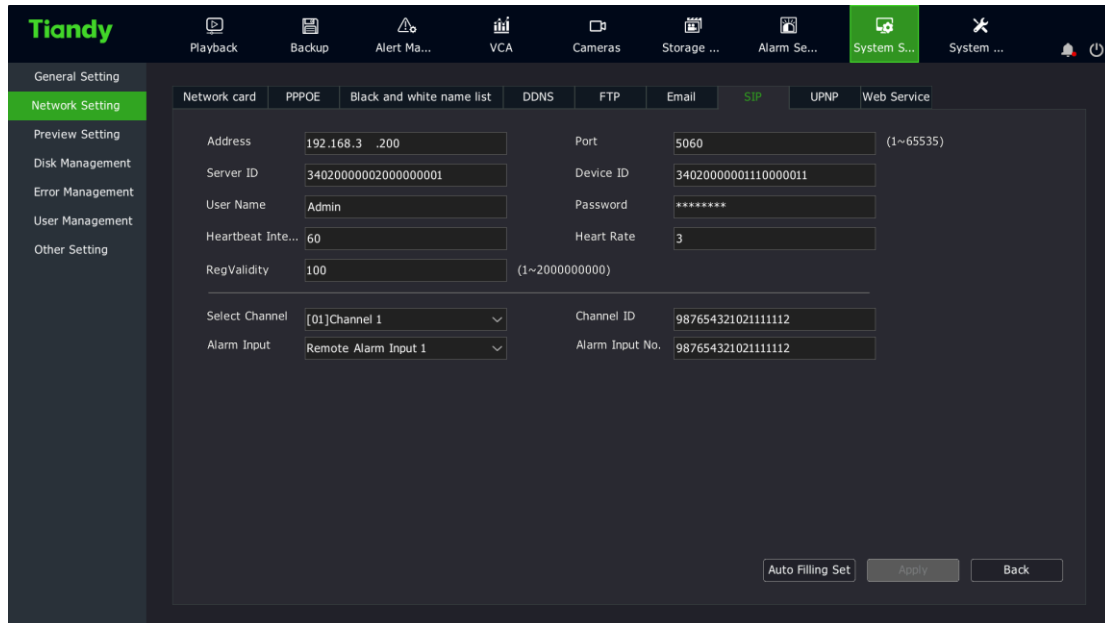 Tiandy
Playback Backup Alert Ma... VCA Cameras Storage ... Alarm Se... System S... System ...
General Setting
Network Setting
Preview Setting
Disk Management
Error Management
User Management
Other Setting
Network card PPPOE Black and white name list DDNS FTP Email SIP UPNP Web Service
Address 192.168.3 .200 Port 5060 (1~65535)
Server ID 34020000002000000001 Device ID 34020000001110000011
User Name Admin Password ********
Heartbeat Inte... 60 Heart Rate 3
RegValidity 100 (1~2000000000)
Select Channel [01]Channel 1 Channel ID 987654321021111112
Alarm Input Remote Alarm Input 1 Alarm Input No. 987654321021111112
Auto Filling Set Apply Back